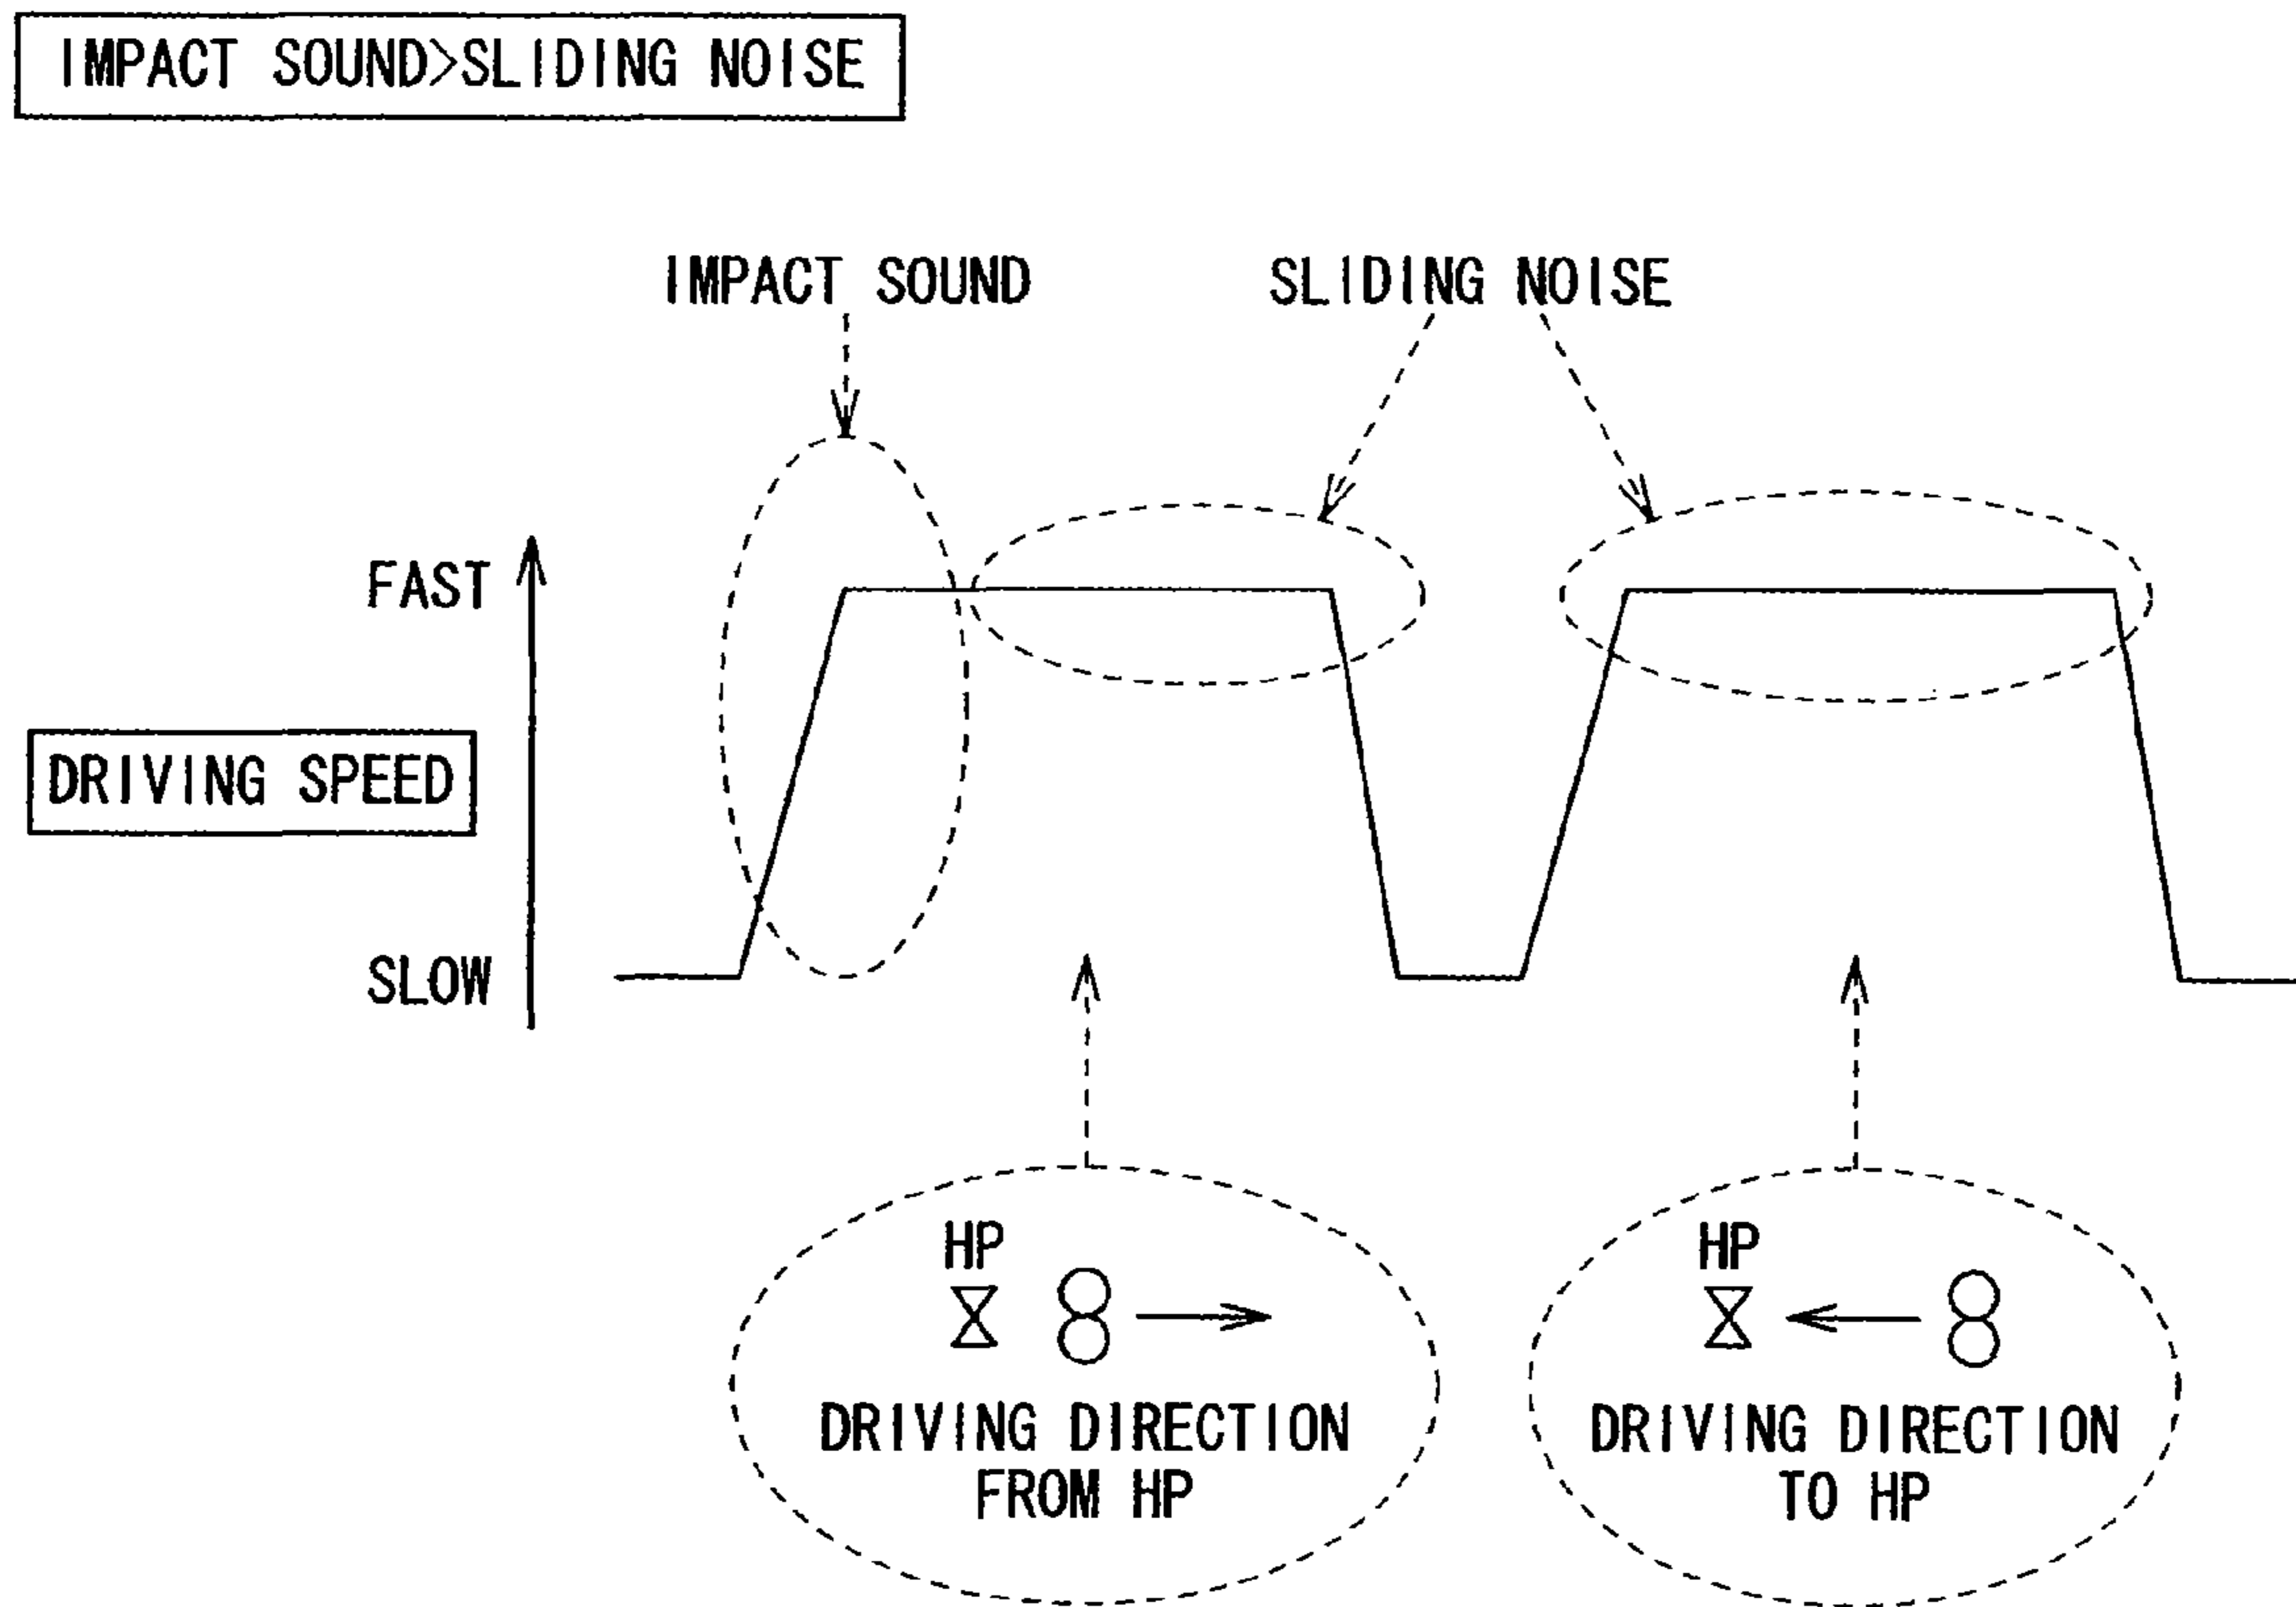 IMPACT SOUND>SLIDING NOISE
IMPACT SOUND
SLIDING NOISE
FAST
DRIVING SPEED
SLOW
HP
DRIVING DIRECTION
FROM HP
HP
DRIVING DIRECTION
TO HP